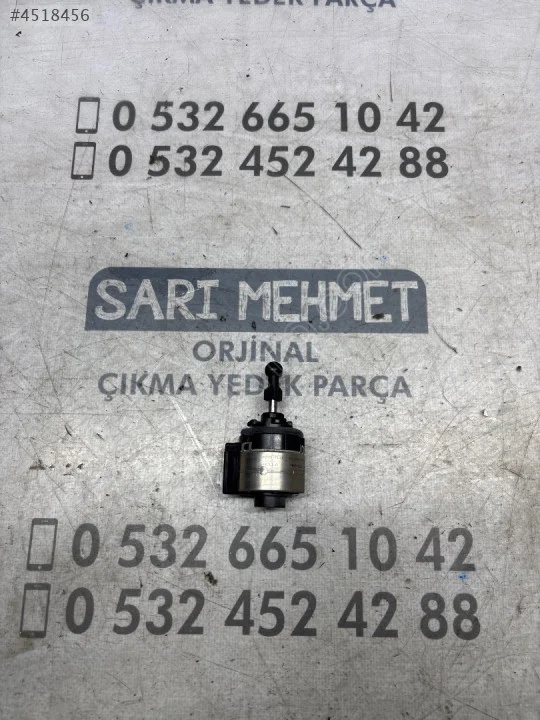 #4518456
ÇIKMA YEDEK PARÇA
0 532 665 10 42
0 532 452 42 88
SARI MEHMET
ORJİNAL
ÇIKMA YEDEK PARÇA
0 532 665 10 42
0 532 452 42 88